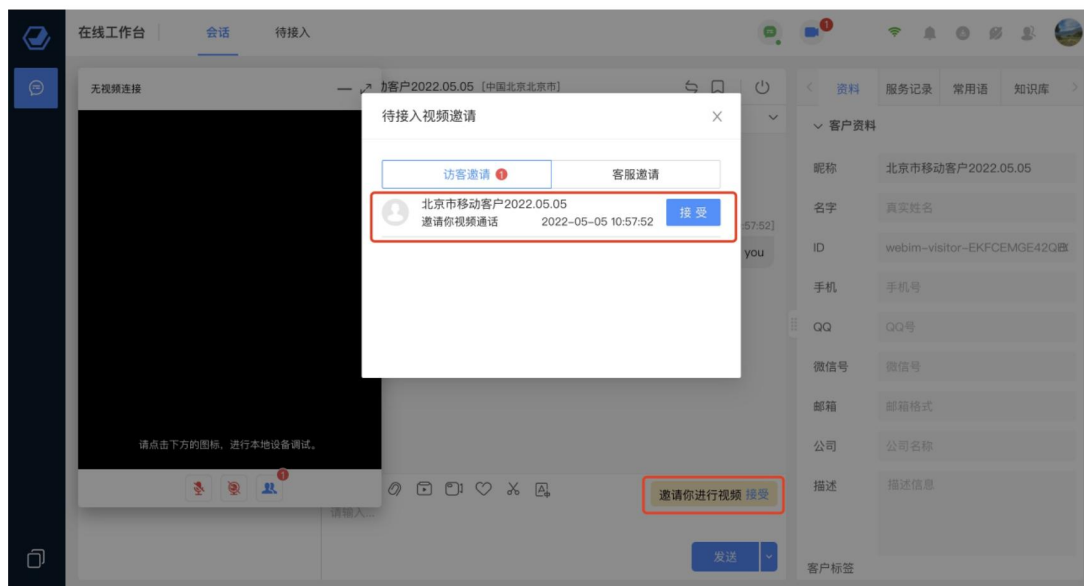 在线工作台
会话
待接入
1
无视频连接
动客户2022.05.05 [中国北京北京市]
待接入视频邀请
访客邀请 1
客服邀请
北京市移动客户2022.05.05
邀请你视频通话 2022-05-05 10:57:52
接受
:57:52]
you
请点击下方的图标，进行本地设备调试。
1
邀请你进行视频 接受
请输入...
发送
资料
服务记录
常用语
知识库
客户资料
昵称 北京市移动客户2022.05.05
名字 真实姓名
ID webim-visitor-EKFCEMGE42Q
手机 手机号
QQ QQ号
微信号 微信号
邮箱 邮箱格式
公司 公司名称
描述 描述信息
客户标签